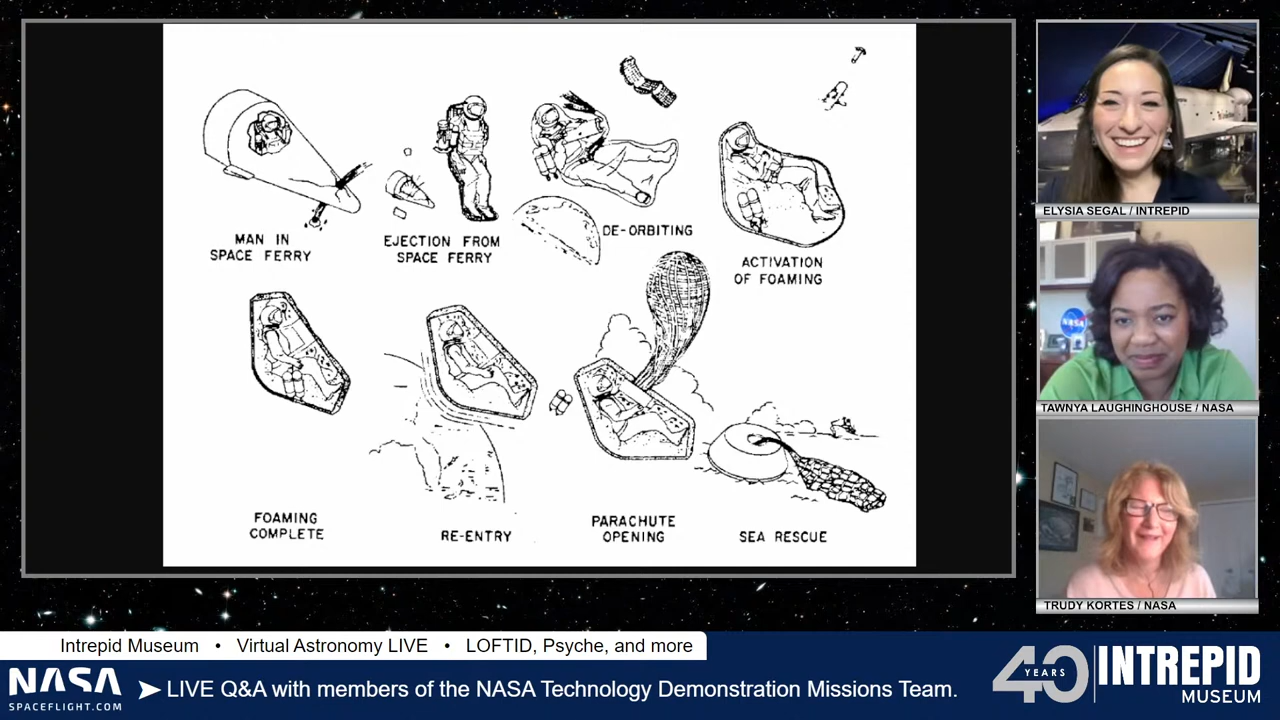 MAN IN
SPACE FERRY
EJECTION FROM
SPACE FERRY
DE-ORBITING
ACTIVATION
OF FOAMING
FOAMING
COMPLETE
RE-ENTRY
PARACHUTE
OPENING
SEA RESCUE
ELYSIA SEGAL / INTREPID
NASA
TAWNYA LAUGHINGHOUSE / NASA
TRUDY KORTES / NASA
Intrepid Museum • Virtual Astronomy LIVE • LOFTID, Psyche, and more
NASA
SPACEFLIGHT.COM
LIVE Q&A with members of the NASA Technology Demonstration Missions Team.
40
YEARS
INTREPID
MUSEUM